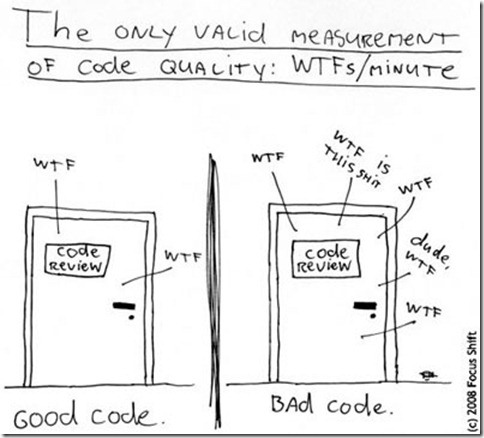 The ONLY VALID MEASUREMENT
OF CODE QUALITY: WTFs/MINUTE
WTF
CODE
REVIEW
WTF
GOOD CODE.
WTF
WTF is
THIS SHIT
WTF
CODE
REVIEW
dude,
WTF
WTF
BAD CODE.
(c) 2008 Focus Shift